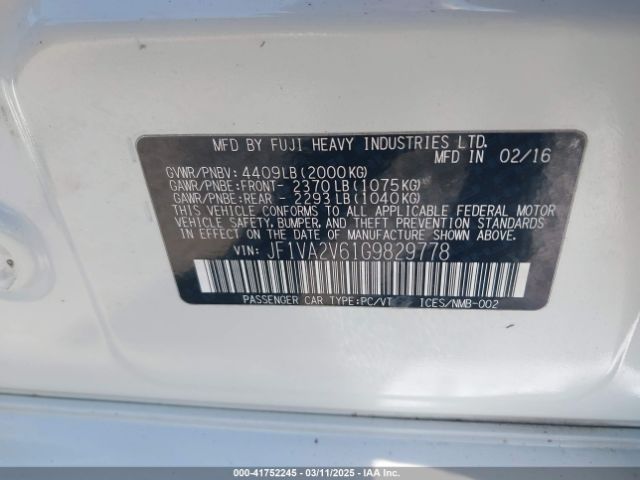 MFD BY FUJI HEAVY INDUSTRIES LTD.
MFD IN 02/16
GVWR/PNBV: 4409LB(2000KG)
GAWR/PNBE:FRONT- 2370LB(1075KG)
GAWR/PNBE:REAR - 2293LB(1040KG)
THIS VEHICLE CONFORMS TO ALL APPLICABLE FEDERAL MOTOR
VEHICLE SAFETY, BUMPER, AND THEFT PREVENTION STANDARDS
IN EFFECT ON THE DATE OF MANUFACTURE SHOWN ABOVE.
VIN: JF1VA2V61G9829778
PASSENGER CAR TYPE:PC/VT ICES/NMB-002
000-41752245 - 03/11/2025 - IAA Inc.